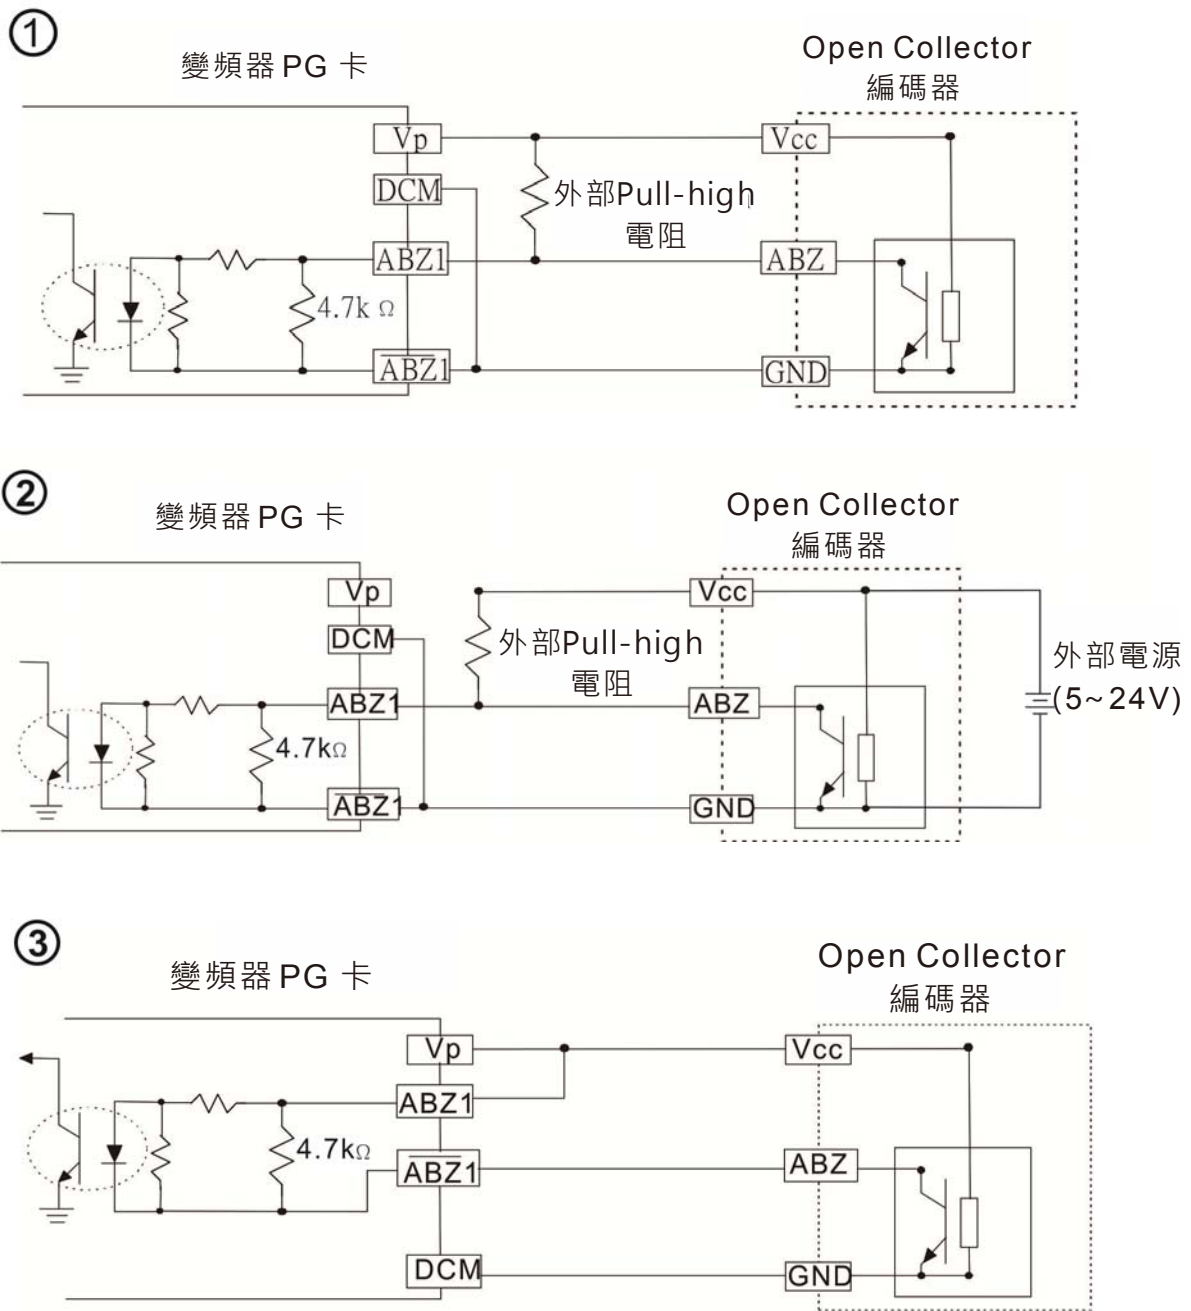 ①
變頻器 PG 卡
Open Collector
編碼器
Vp
Vcc
DCM
外部Pull-high
電阻
ABZ1
ABZ
4.7k Ω
A̅B̅Z̅1
GND
②
變頻器 PG 卡
Open Collector
編碼器
Vp
Vcc
DCM
外部Pull-high
電阻
外部電源
(5~24V)
ABZ1
ABZ
4.7kΩ
A̅B̅Z̅1
GND
③
變頻器 PG 卡
Open Collector
編碼器
Vp
Vcc
ABZ1
4.7kΩ
A̅B̅Z̅1
ABZ
DCM
GND